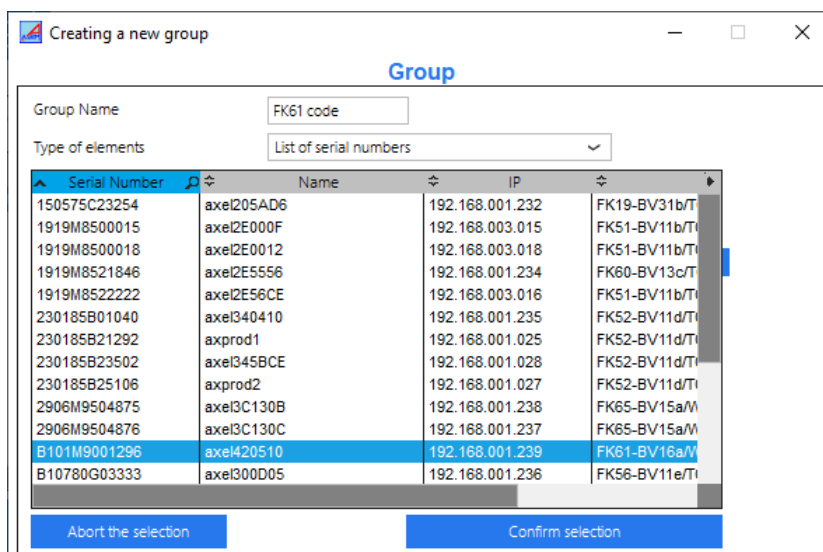 Creating a new group
Group
Group Name FK61 code
Type of elements List of serial numbers
Serial Number Name IP
150575C23254 axel205AD6 192.168.001.232 FK19-BV31b/T
1919M8500015 axel2E000F 192.168.003.015 FK51-BV11b/T
1919M8500018 axel2E0012 192.168.003.018 FK51-BV11b/T
1919M8521846 axel2E5556 192.168.001.234 FK60-BV13c/T
1919M8522222 axel2E56CE 192.168.003.016 FK51-BV11b/T
230185B01040 axel340410 192.168.001.235 FK52-BV11d/T
230185B21292 axprod1 192.168.001.025 FK52-BV11d/T
230185B23502 axel345BCE 192.168.001.028 FK52-BV11d/T
230185B25106 axprod2 192.168.001.027 FK52-BV11d/T
2906M9504875 axel3C130B 192.168.001.238 FK65-BV15a/
2906M9504876 axel3C130C 192.168.001.237 FK65-BV15a/
B101M9001296 axel420510 192.168.001.239 FK61-BV16a/
B10780G03333 axel300D05 192.168.001.236 FK56-BV11e/T
Abort the selection Confirm selection